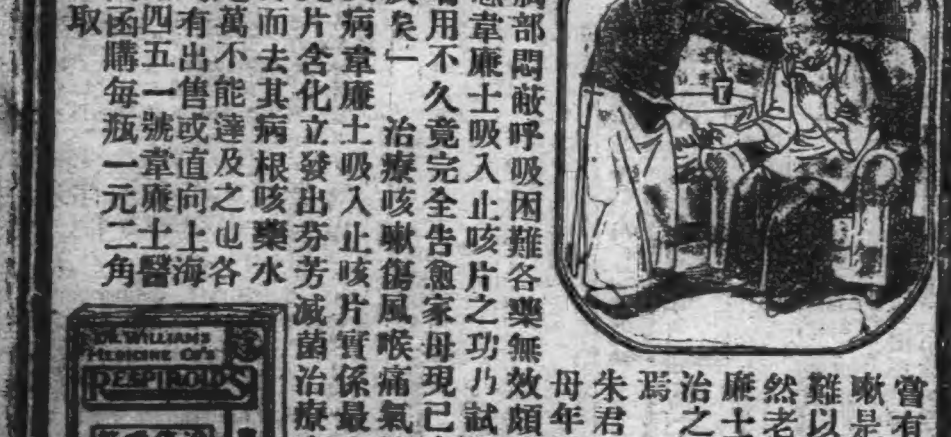 嘗有
嗽是
難以
然老
廉士
治之
焉
朱君
母年
部悶蔽呼吸困難各藥無效頗
韋廉士吸入止咳片之功乃試
用不久竟完全告愈家母現已
矣」 治療咳嗽傷風喉痛氣
病韋廉士吸入止咳片實係最
片含化立發出芬芳滅菌治療
而去其病根咳藥水
萬不能達及之也各
有出售或直向上海
四五一號韋廉士醫
函購每瓶一元二角
取
DR. WILLIAMS
MEDICINE CO'S
RESPIROIDS